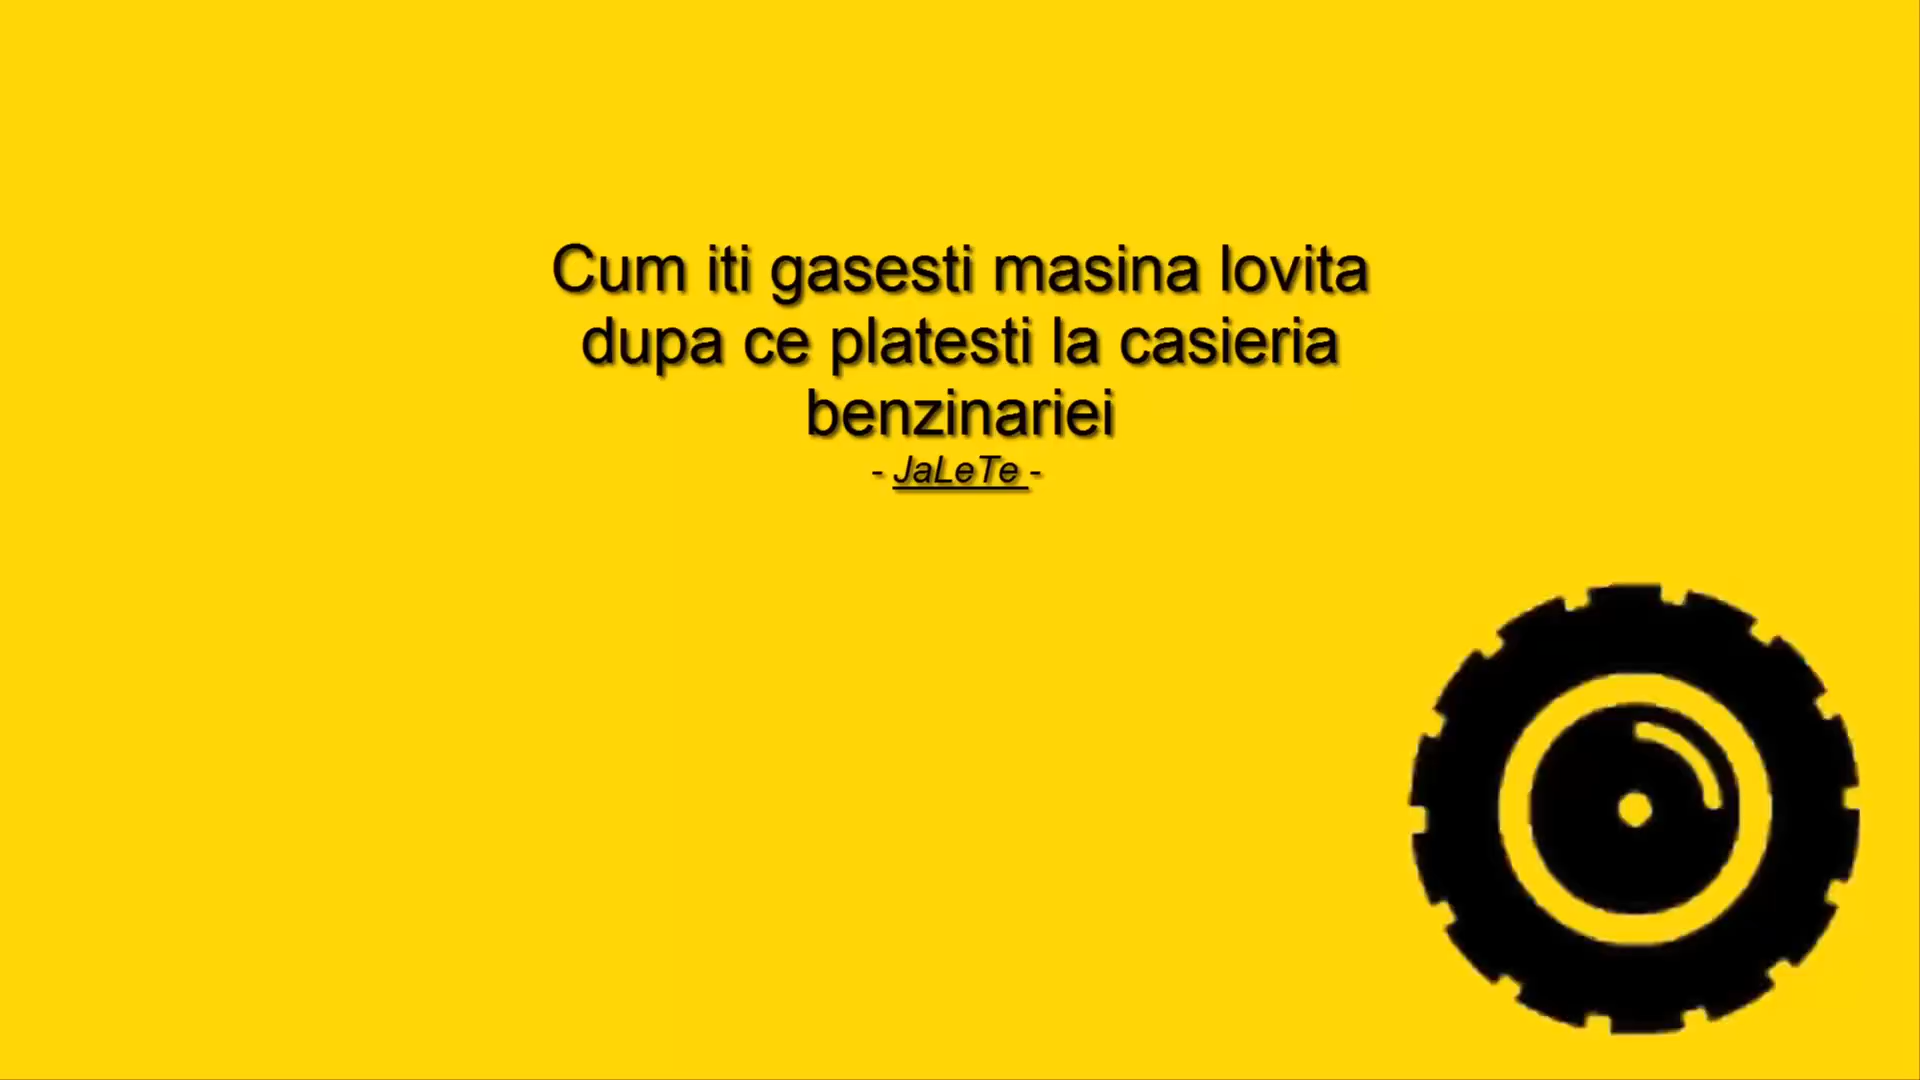 Cum iti gasesti masina lovita
dupa ce platesti la casieria
benzinariei
- JaLeTe -